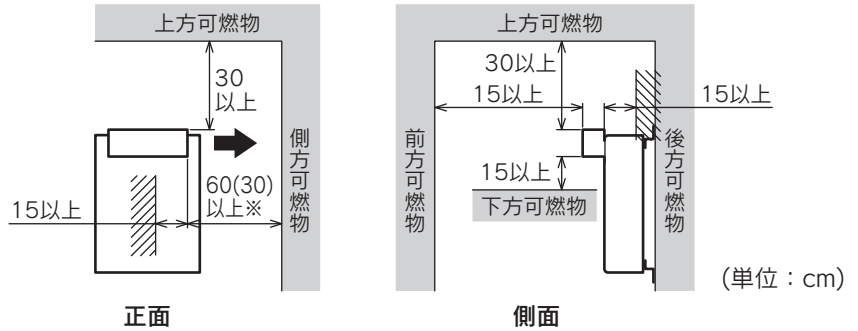 上方可燃物
30
以上
側方可燃物
60(30)
以上※
15以上
正面
上方可燃物
30以上
15以上
15以上
前方可燃物
後方可燃物
15以上
下方可燃物
側面
(単位：cm)